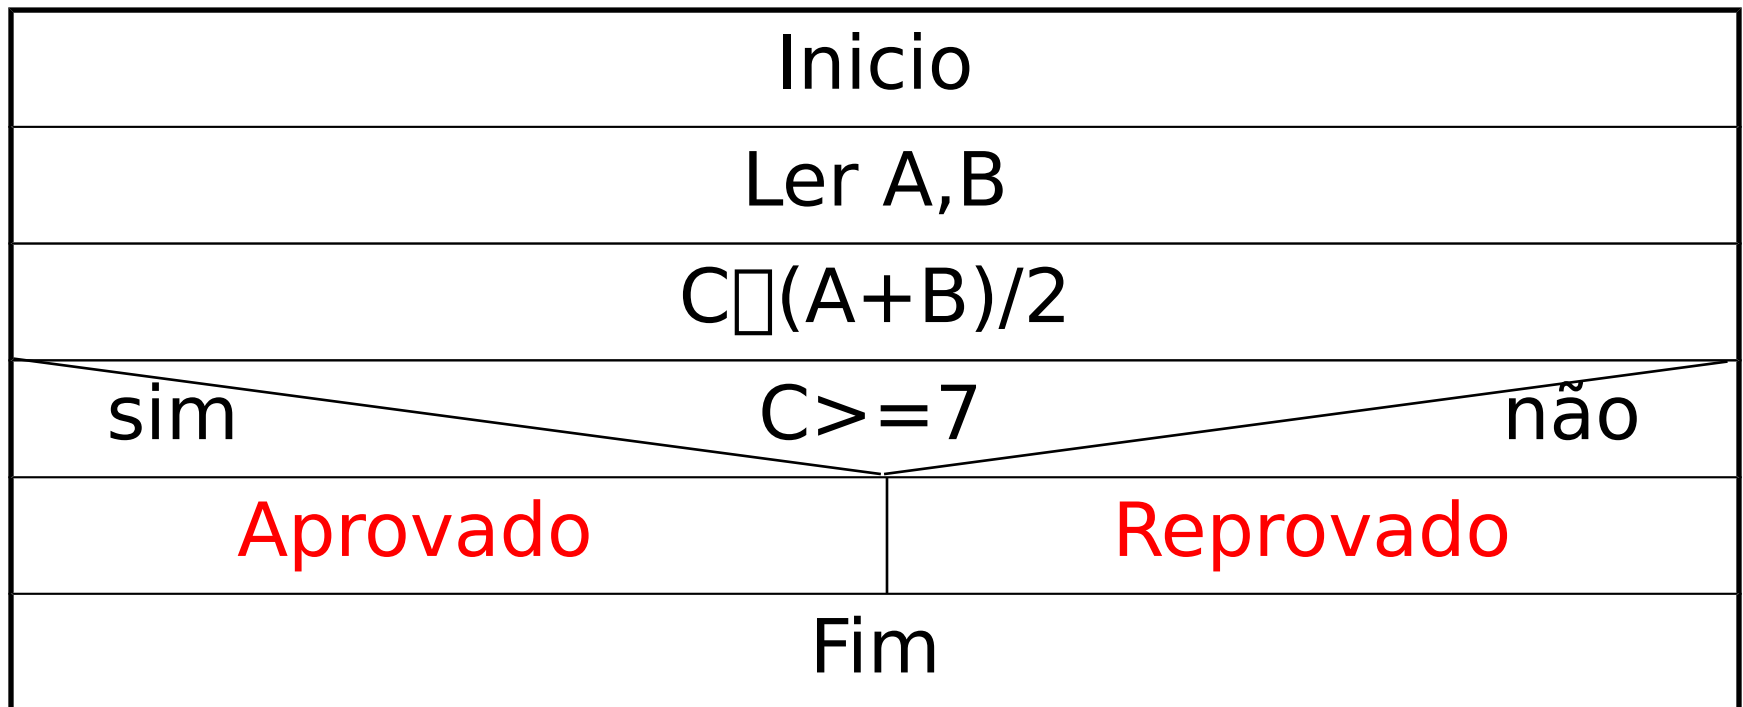 Inicio
Ler A,B
C▯(A+B)/2
sim C>=7 não
Aprovado Reprovado
Fim